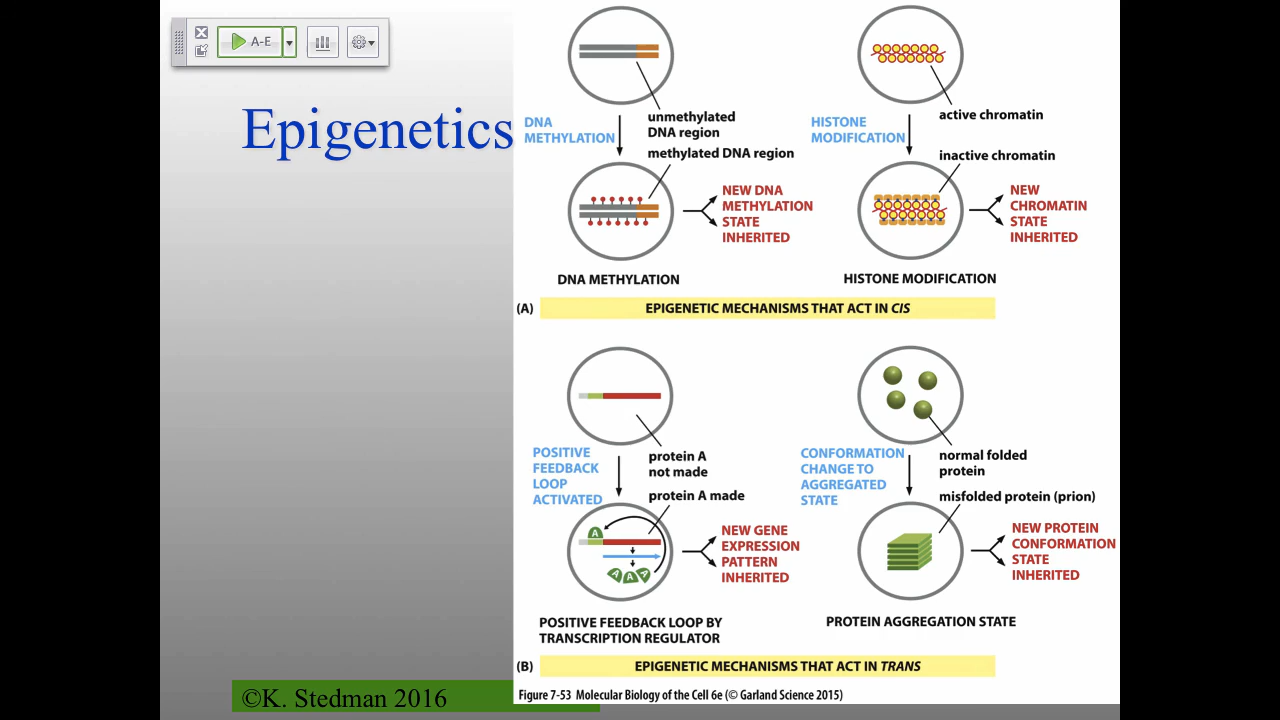 A-E
Epigenetics
DNA
METHYLATION
unmethylated
DNA region
methylated DNA region
NEW DNA
METHYLATION
STATE
INHERITED
DNA METHYLATION
HISTONE
MODIFICATION
active chromatin
inactive chromatin
NEW
CHROMATIN
STATE
INHERITED
HISTONE MODIFICATION
(A) EPIGENETIC MECHANISMS THAT ACT IN CIS
POSITIVE
FEEDBACK
LOOP
ACTIVATED
protein A
not made
protein A made
A
A A A
NEW GENE
EXPRESSION
PATTERN
INHERITED
POSITIVE FEEDBACK LOOP BY
TRANSCRIPTION REGULATOR
CONFORMATION
CHANGE TO
AGGREGATED
STATE
normal folded
protein
misfolded protein (prion)
NEW PROTEIN
CONFORMATION
STATE
INHERITED
PROTEIN AGGREGATION STATE
(B) EPIGENETIC MECHANISMS THAT ACT IN TRANS
Figure 7-53 Molecular Biology of the Cell 6e (© Garland Science 2015)
©K. Stedman 2016